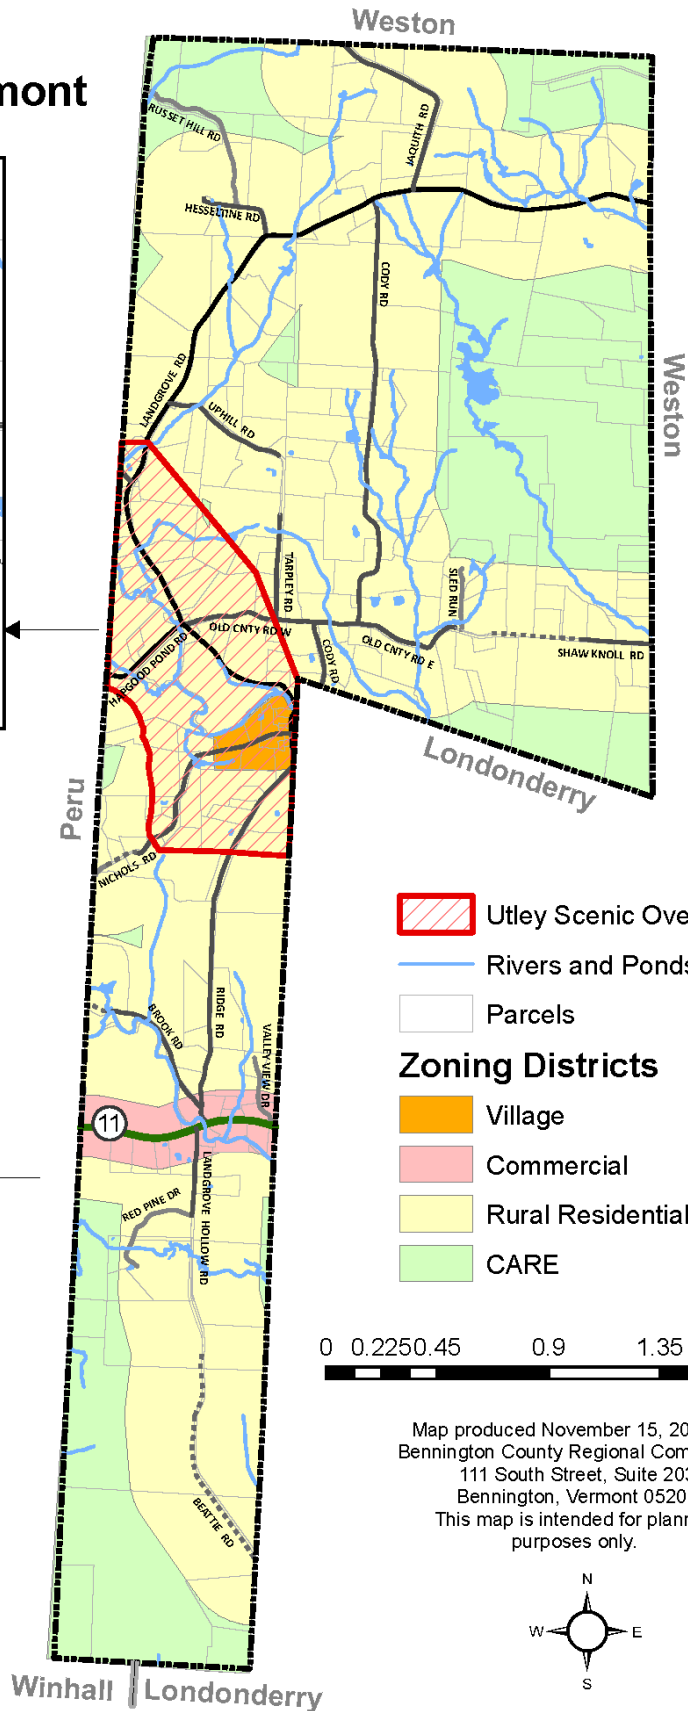 Weston
mont
RUSSET HILL RD
JAQUITH RD
HESSELTINE RD
CODY RD
LANDGROVE RD
UPHILL RD
Weston
TARPLEY RD
SLED RUN
OLD CNTY RD W
OLD CNTY RD E
CODY RD
SHAW KNOLL RD
HAPGOOD POND RD
Londonderry
Peru
NICHOLS RD
Utley Scenic Ove
Rivers and Ponds
Parcels
Zoning Districts
Village
Commercial
Rural Residential
CARE
RIDGE RD
BROOK RD
VALLEY VIEW DR
11
LANDGROVE HOLLOW RD
RED PINE DR
0 0.2250.45 0.9 1.35
Map produced November 15, 20
Bennington County Regional Com
111 South Street, Suite 203
Bennington, Vermont 0520
This map is intended for plann
purposes only.
BEATTIE RD
N
W E
S
Winhall Londonderry